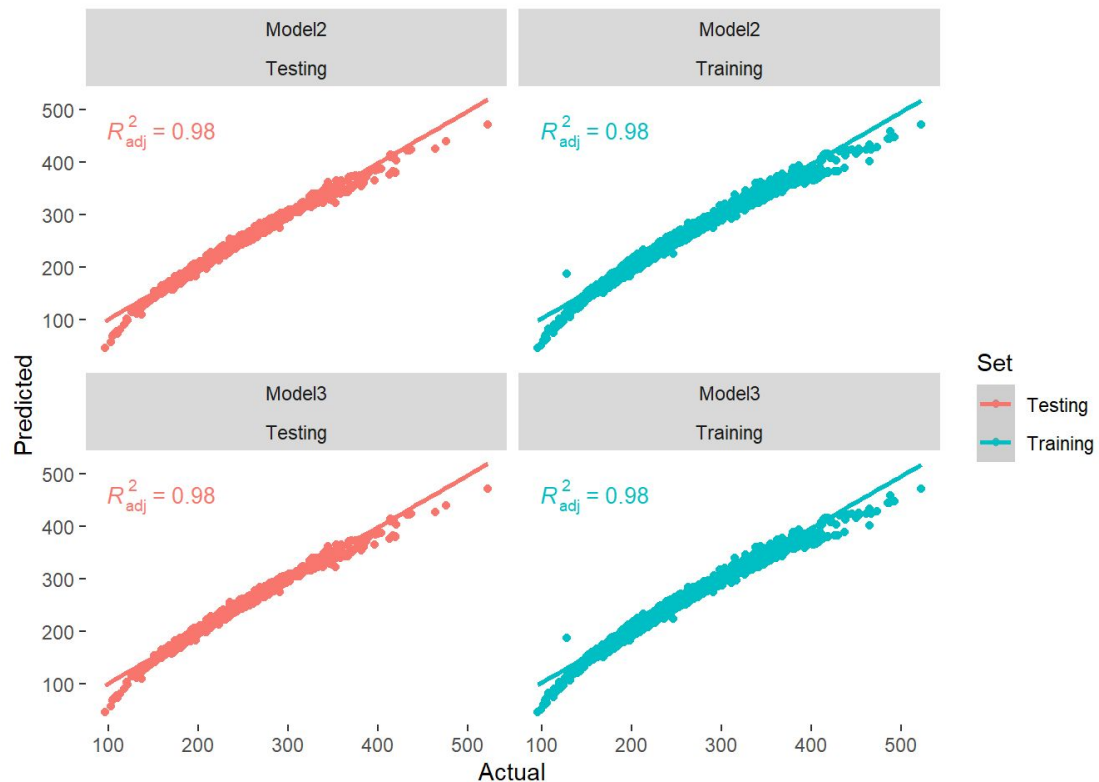 Model2
Testing
Model2
Training
500
400
300
200
100
R²adj = 0.98
R²adj = 0.98
Predicted
Model3
Testing
Model3
Training
500
400
300
200
100
R²adj = 0.98
R²adj = 0.98
100 200 300 400 500
100 200 300 400 500
Actual
Set
Testing
Training